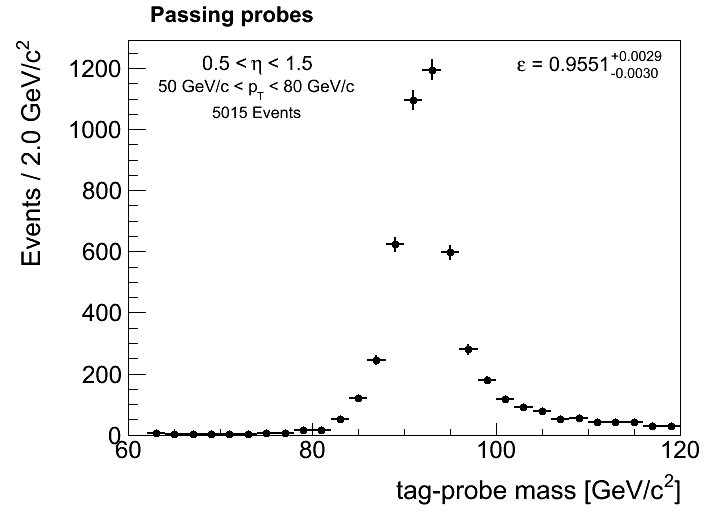 Passing probes
0.5 < η < 1.5
50 GeV/c < p_T < 80 GeV/c
5015 Events
ε = 0.9551 +0.0029 -0.0030
Events / 2.0 GeV/c²
1200
1000
800
600
400
200
0
60 80 100 120
tag-probe mass [GeV/c²]